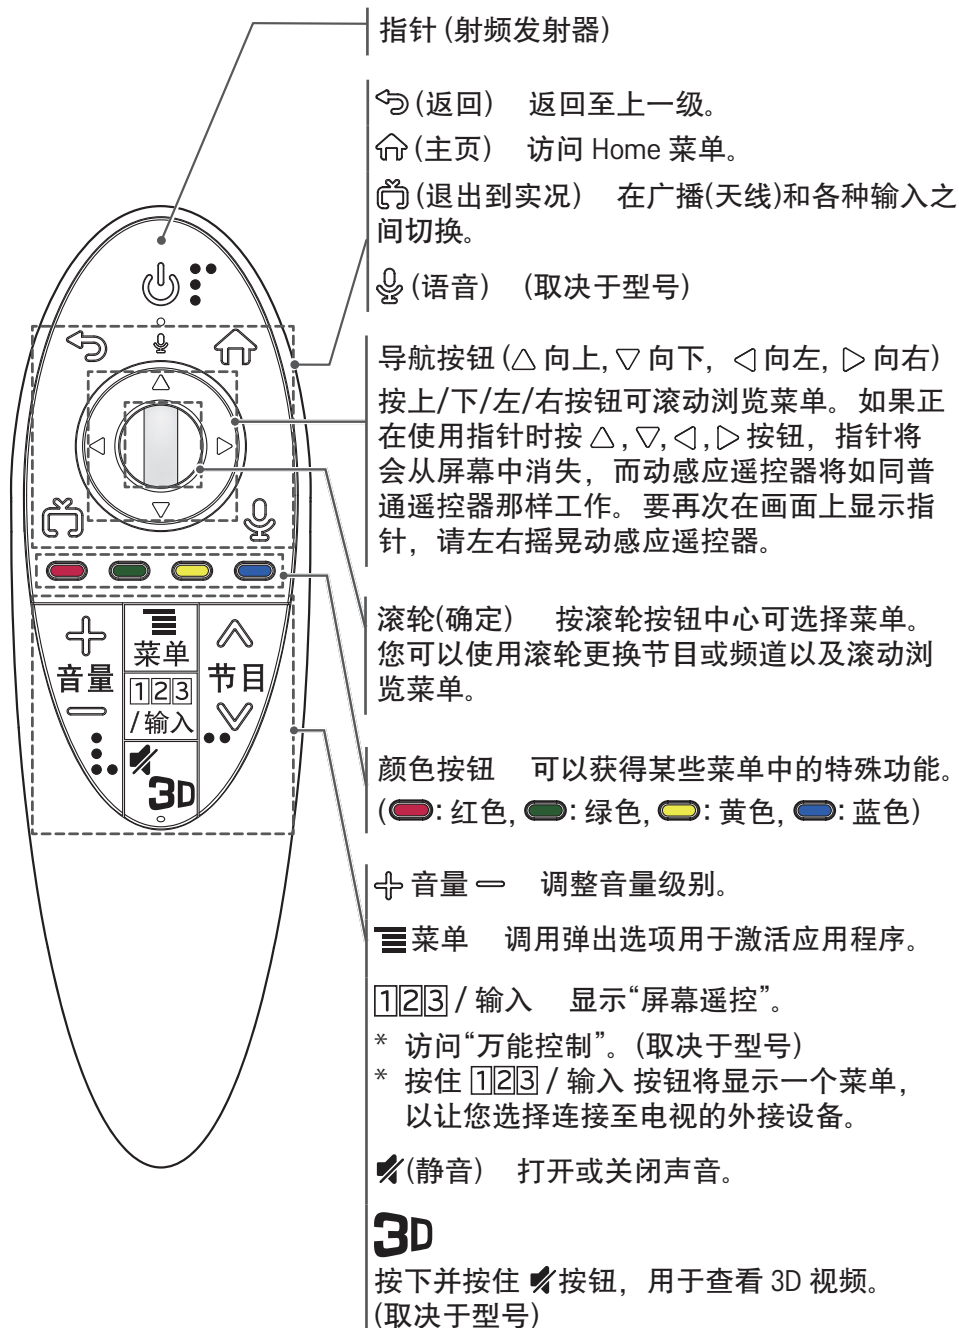 指针 (射频发射器)
(返回) 返回至上一级。
(主页) 访问 Home 菜单。
(退出到实况) 在广播(天线)和各种输入之
间切换。
(语音) (取决于型号)
导航按钮 (△ 向上, ▽ 向下, ◁ 向左, ▷ 向右)
按上/下/左/右按钮可滚动浏览菜单。如果正
在使用指针时按 △, ▽, ◁, ▷ 按钮，指针将
会从屏幕中消失，而动感应遥控器将如同普
通遥控器那样工作。要再次在画面上显示指
针，请左右摇晃动感应遥控器。
滚轮(确定) 按滚轮按钮中心可选择菜单。
您可以使用滚轮更换节目或频道以及滚动浏
览菜单。
颜色按钮 可以获得某些菜单中的特殊功能。
(: 红色, : 绿色, : 黄色, : 蓝色)
音量 调整音量级别。
菜单 调用弹出选项用于激活应用程序。
123 / 输入 显示“屏幕遥控”。
* 访问“万能控制”。(取决于型号)
* 按住 123 / 输入 按钮将显示一个菜单，
以让您选择连接至电视的外接设备。
(静音) 打开或关闭声音。
3D
按下并按住 按钮，用于查看 3D 视频。
(取决于型号)
音量
菜单
123
/ 输入
节目
3D